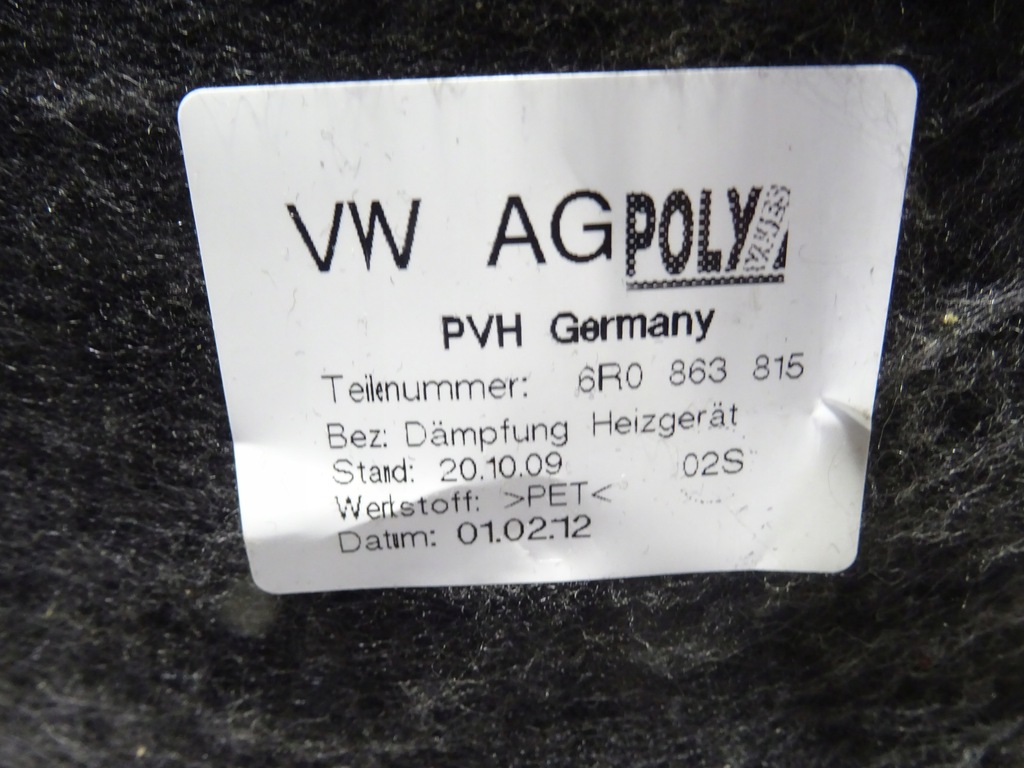 VW AG POLY
PVH Germany
Teilenummer: 6R0 863 815
Bez: Dämpfung Heizgerät
Stand: 20.10.09 02S
Werkstoff: >PET<
Datum: 01.02.12